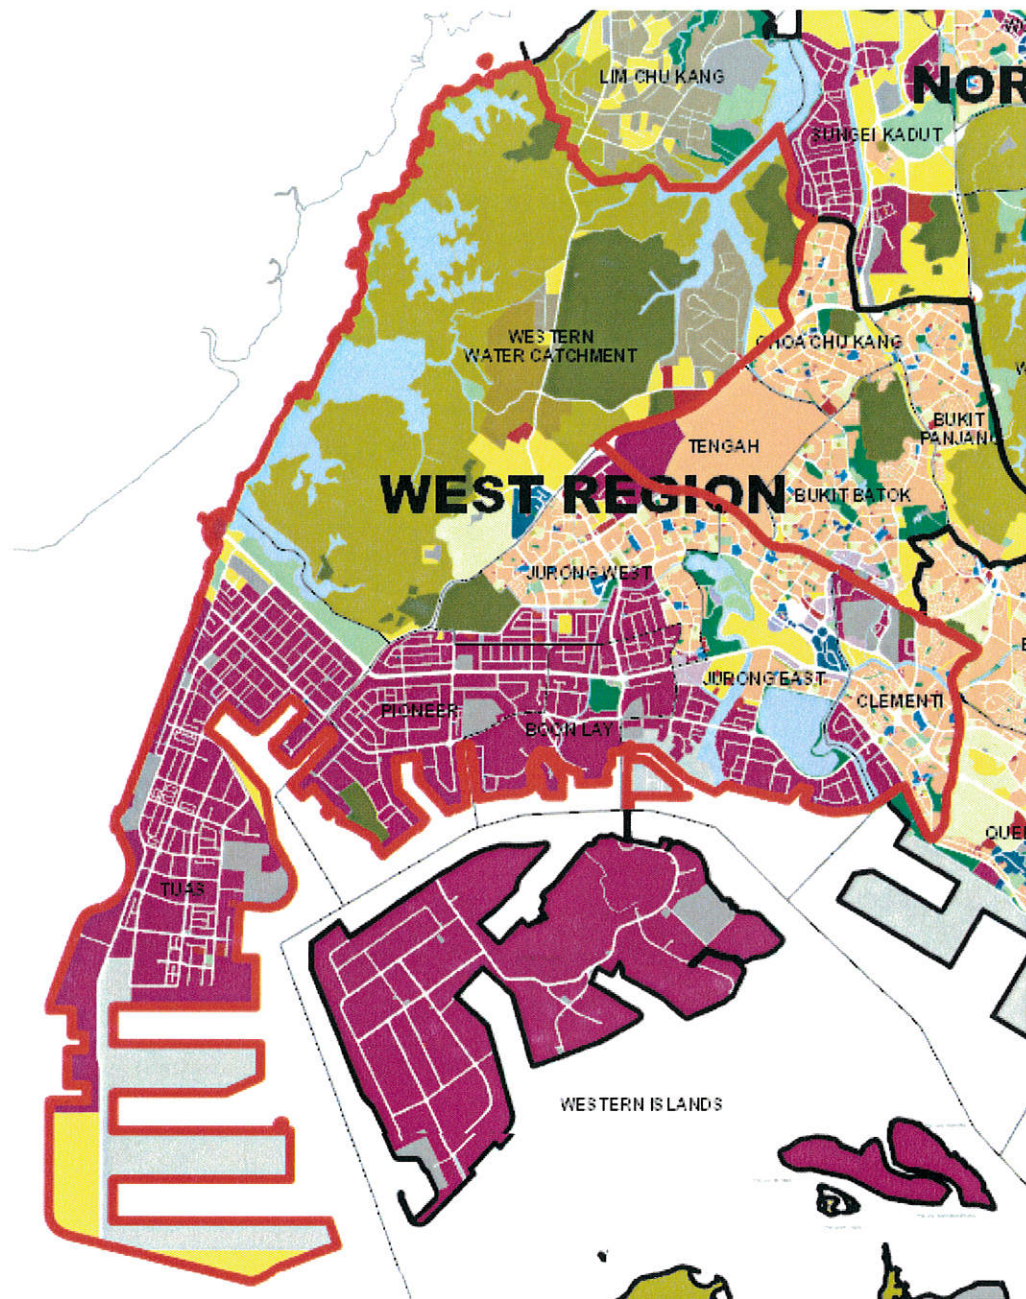 LIM CHU KANG
NOR
SUNGEI KADUT
WESTERN
WATER CATCHMENT
CHOA CHU KANG
W
BUKIT
PANJANG
TENGAH
WEST REGION
BUKIT BATOK
JURONG WEST
JURONG EAST
CLEMENTI
PIONEER
BOON LAY
QUE
TUAS
WESTERN ISLANDS